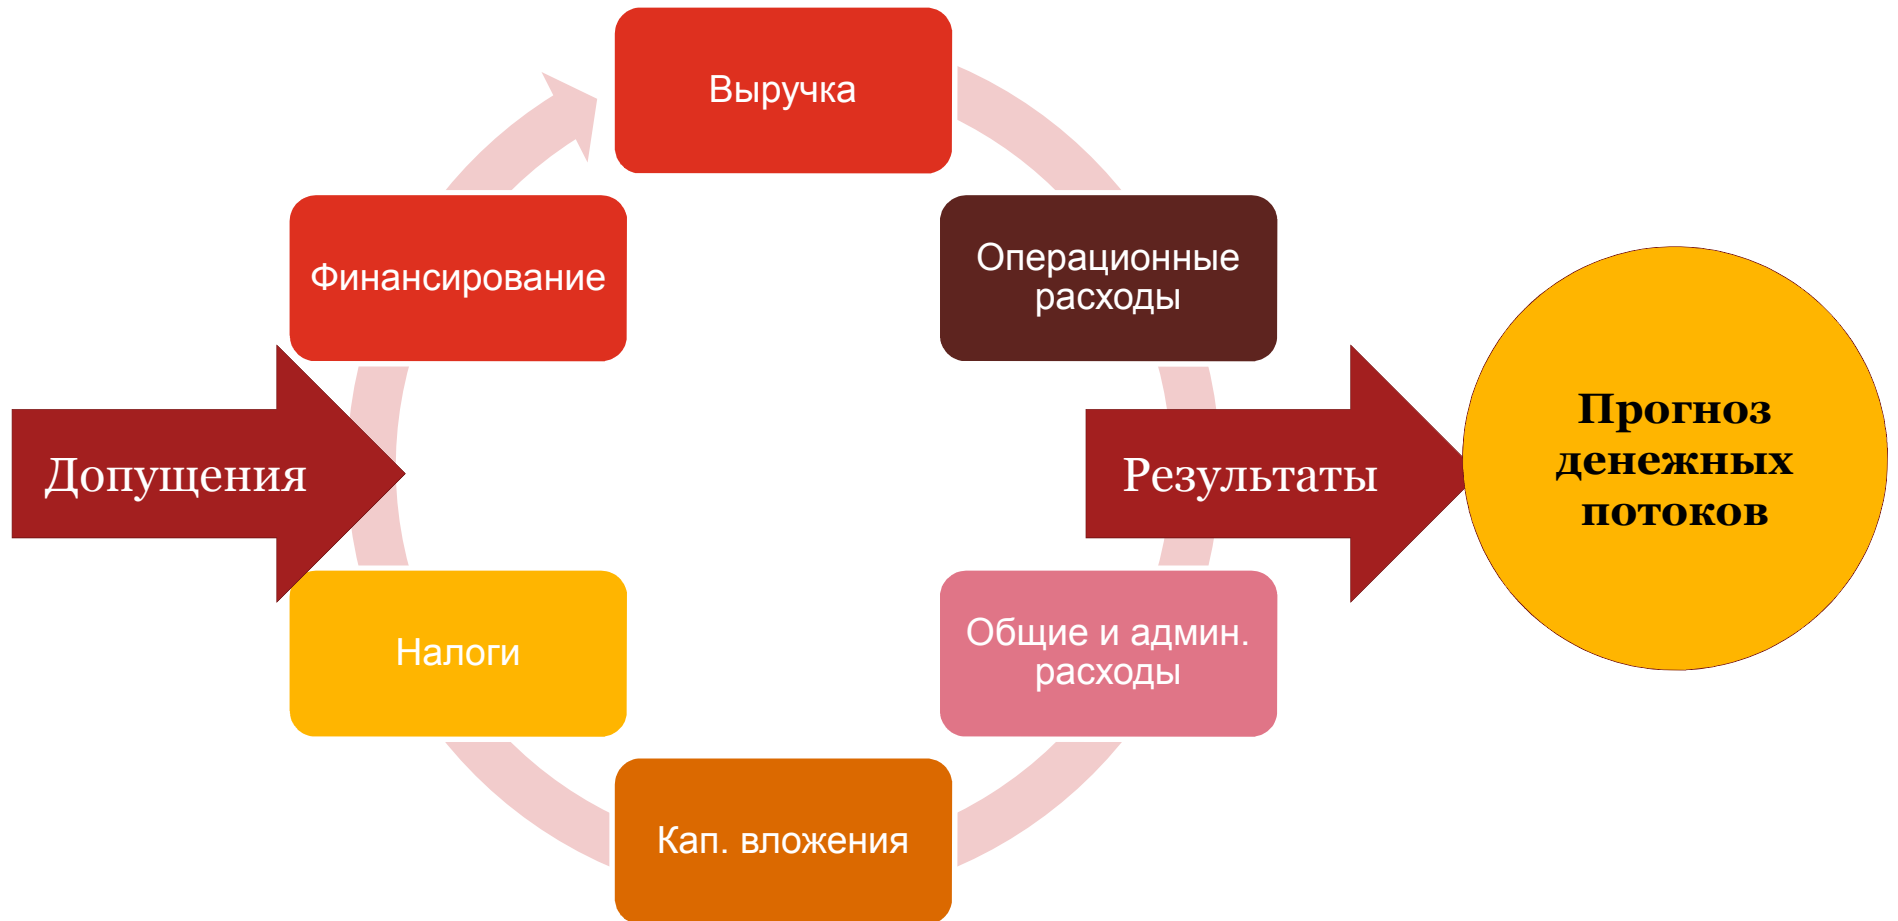 Выручка
Финансирование
Операционные
расходы
Допущения
Результаты
Прогноз
денежных
потоков
Налоги
Общие и админ.
расходы
Кап. вложения